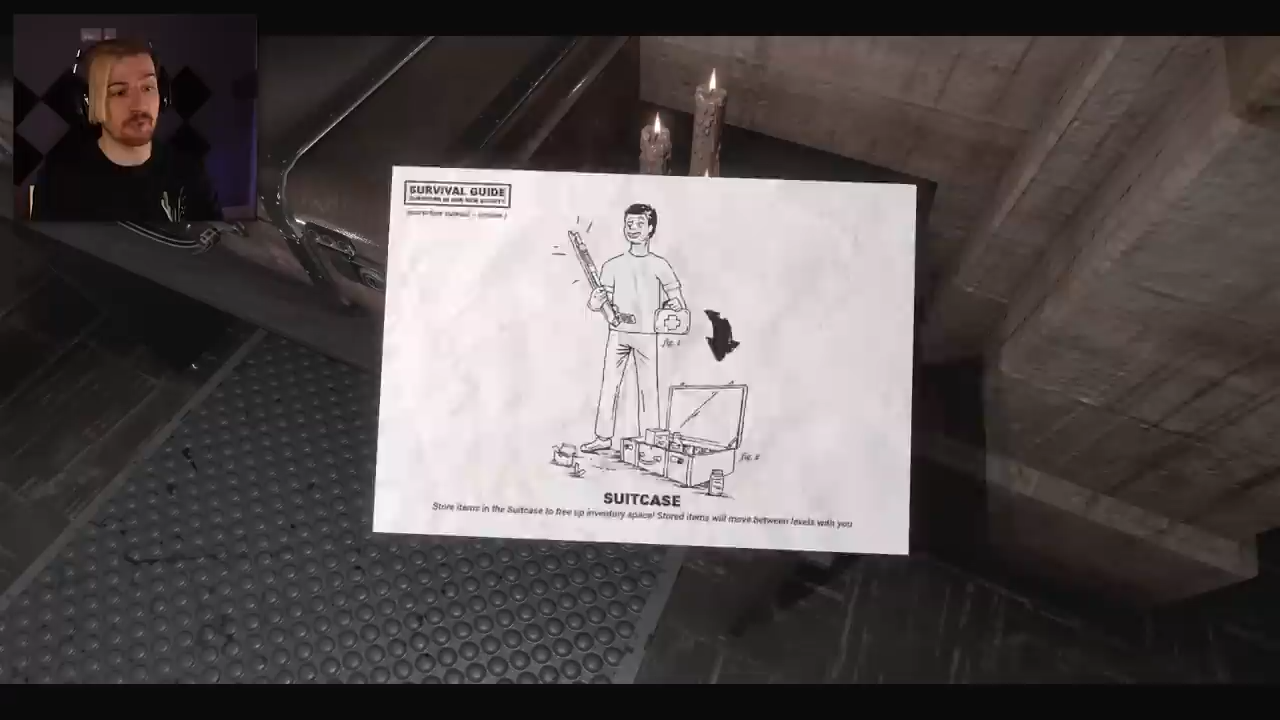 SURVIVAL GUIDE
fig. 1
fig. 2
SUITCASE
Store items in the Suitcase to free up inventory space! Stored items will move between levels with you